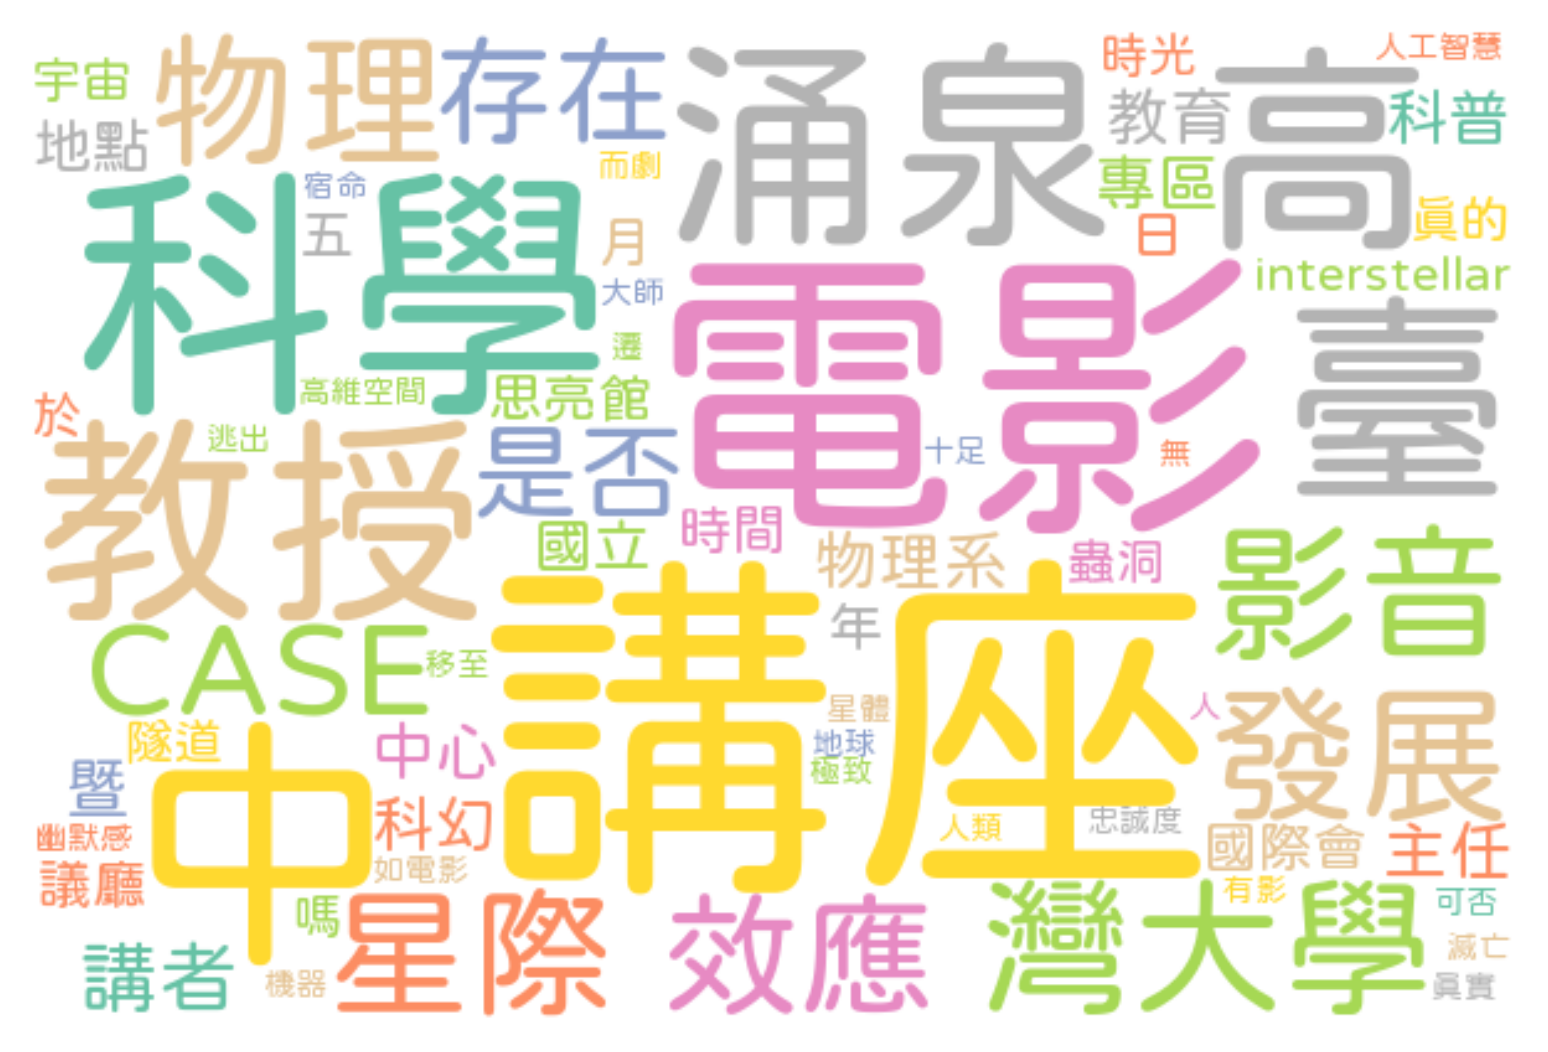 宇宙
物理
存在
涌泉
高
時光
人工智慧
地點
教育
科普
科學
宿命
而劇
專區
五
月
日
真的
大師
電影
interstellar
臺
遷
高維空間
思亮館
於
教授
逃出
是否
十足
無
國立
時間
物理系
蟲洞
影音
CASE
移至
講座
年
星體
人
發展
隧道
中
中心
地球
極致
暨
科幻
人類
忠誠度
國際會
主任
幽默感
議廳
如電影
有影
可否
嗎
星際
效應
灣大學
講者
機器
滅亡
真實